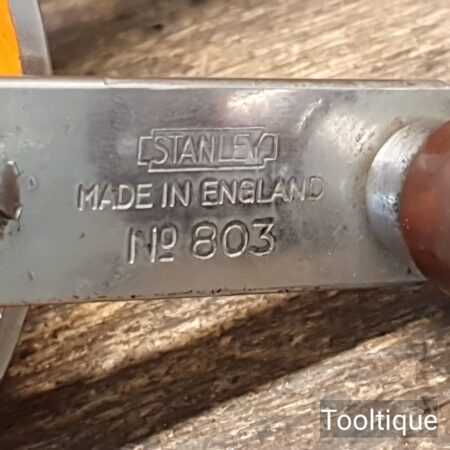 STANLEY
MADE IN ENGLAND
Nº 803
Tooltique